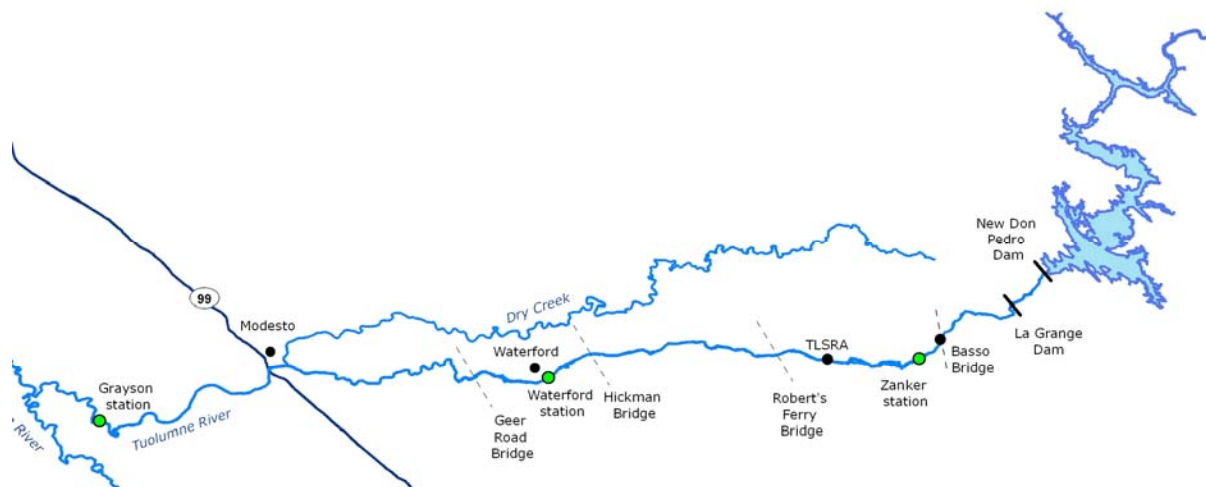 New Don
Pedro
Dam
99
Dry Creek
La Grange
Dam
Modesto
TLSRA
Basso
Bridge
Waterford
Waterford
station
Hickman
Bridge
Zanker
station
Grayson
station
Robert's
Ferry
Bridge
Geer
Road
Bridge
Tuolumne River
River